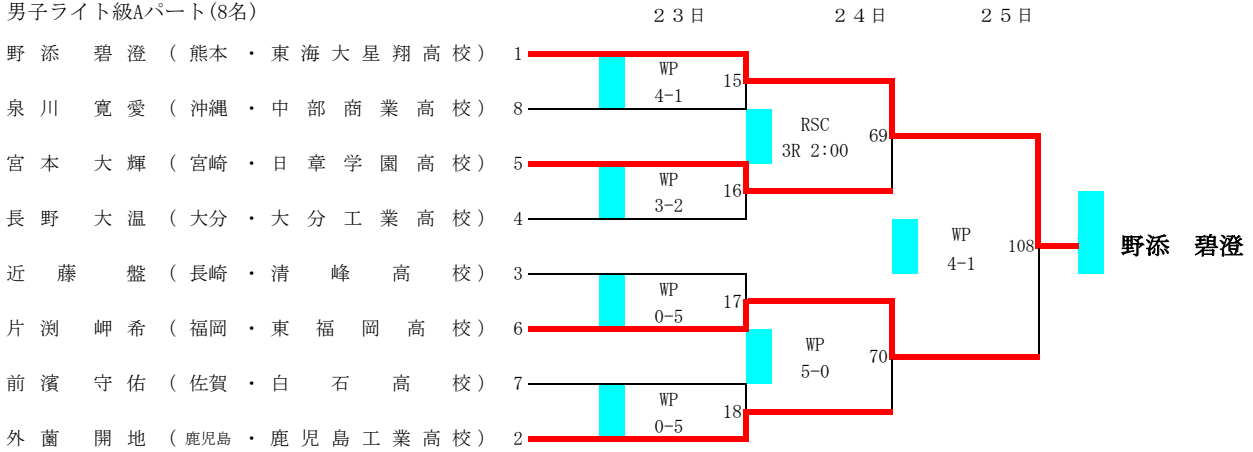 男子ライト級Aパート(8名) 23日 24日 25日
野添 碧澄 (熊本・東海大星翔高校) 1
WP
4-1
15
泉川 寛愛 (沖縄・中部商業高校) 8
RSC
3R 2:00
69
宮本 大輝 (宮崎・日章学園高校) 5
WP
3-2
16
長野 大温 (大分・大分工業高校) 4
WP
4-1
108
野添 碧澄
近藤 盤 (長崎・清峰高校) 3
WP
0-5
17
片渕 岬希 (福岡・東福岡高校) 6
WP
5-0
70
前濱 守佑 (佐賀・白石高校) 7
WP
0-5
18
外薗 開地 (鹿児島・鹿児島工業高校) 2